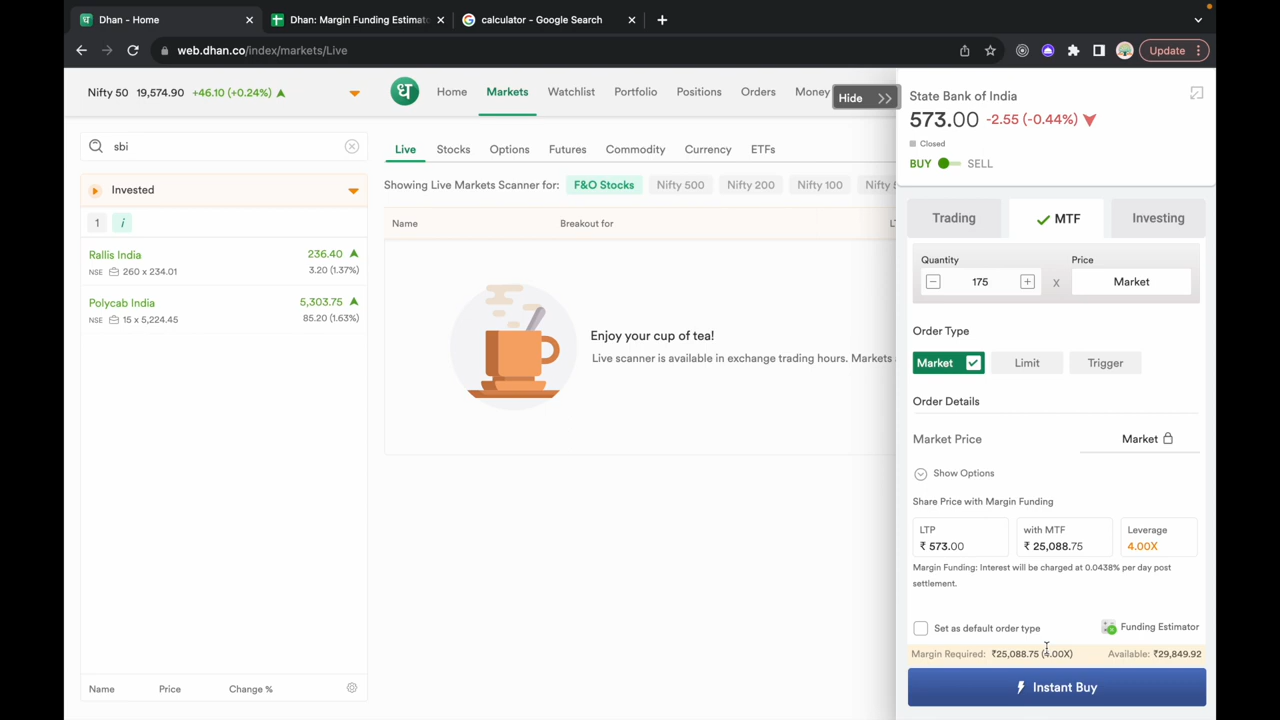 Dhan - Home
Dhan: Margin Funding Estimat
calculator - Google Search
web.dhan.co/index/markets/Live
Update
Nifty 50 19,574.90 +46.10 (+0.24%)
ध
Home Markets Watchlist Portfolio Positions Orders Money
Hide >>
sbi
Invested
1 i
Rallis India 236.40
NSE 260 x 234.01 3.20 (1.37%)
Polycab India 5,303.75
NSE 15 x 5,224.45 85.20 (1.63%)
Name Price Change %
Live Stocks Options Futures Commodity Currency ETFs
Showing Live Markets Scanner for: F&O Stocks Nifty 500 Nifty 200 Nifty 100 Nifty
Name Breakout for
Enjoy your cup of tea!
Live scanner is available in exchange trading hours. Markets
State Bank of India
573.00 -2.55 (-0.44%)
Closed
BUY SELL
Trading MTF Investing
Quantity Price
175 x Market
Order Type
Market Limit Trigger
Order Details
Market Price Market
Show Options
Share Price with Margin Funding
LTP with MTF Leverage
₹ 573.00 ₹ 25,088.75 4.00X
Margin Funding: Interest will be charged at 0.0438% per day post
settlement.
Set as default order type Funding Estimator
Margin Required: ₹25,088.75 (4.00X) Available: ₹29,849.92
Instant Buy